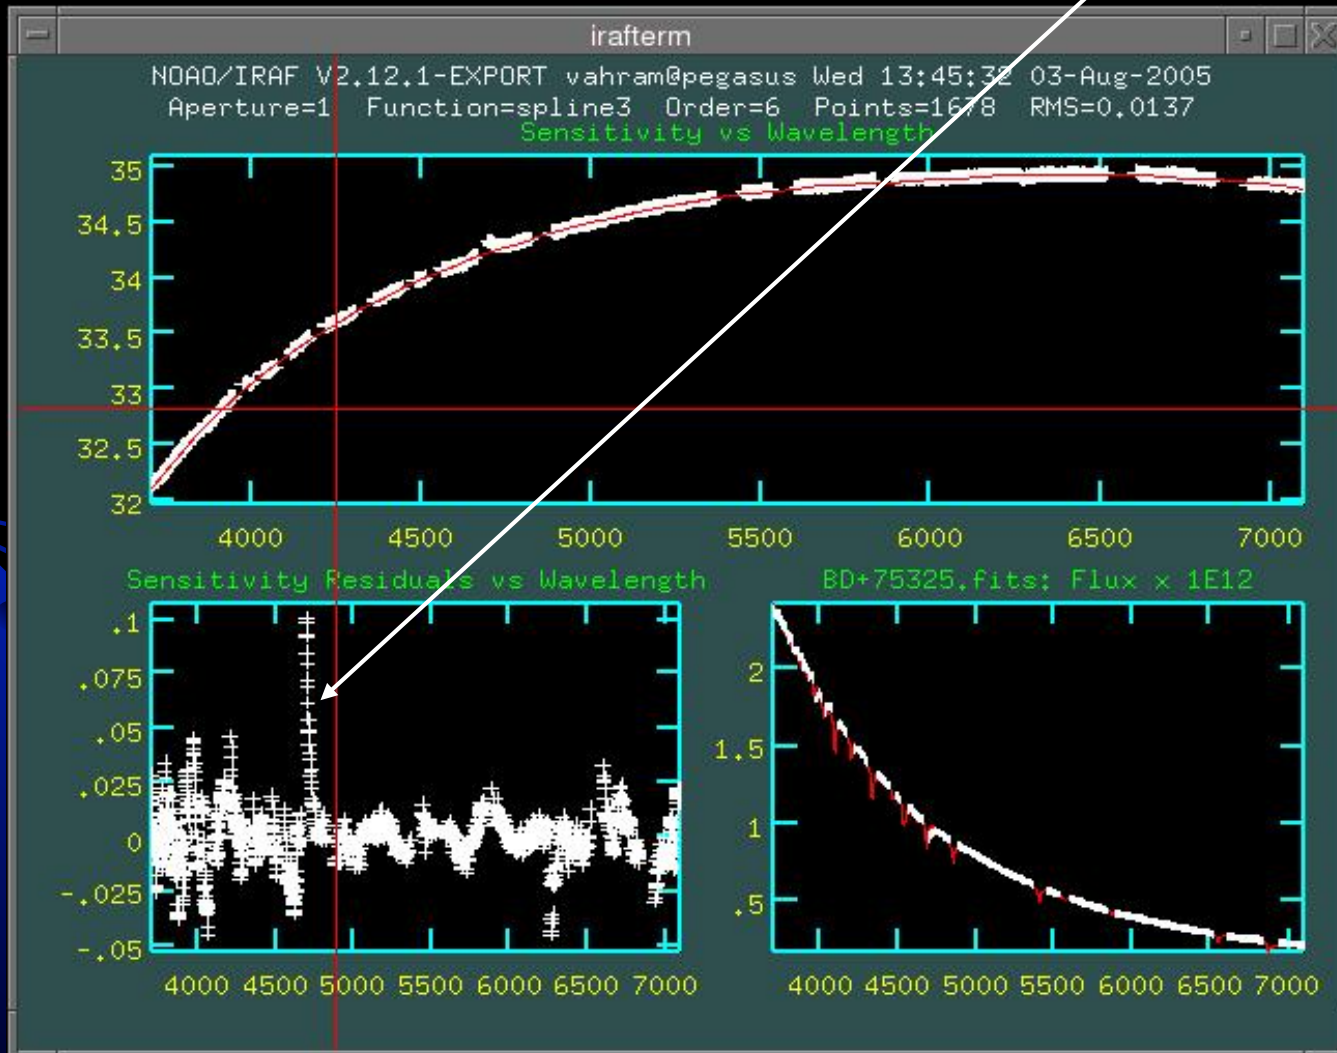 irafterm
NOAO/IRAF V2.12.1-EXPORT vahram@pegasus Wed 13:45:32 03-Aug-2005
Aperture=1 Function=spline3 Order=6 Points=1678 RMS=0.0137
Sensitivity vs Wavelength
35
34.5
34
33.5
33
32.5
32
4000 4500 5000 5500 6000 6500 7000
Sensitivity Residuals vs Wavelength
.1
.075
.05
.025
0
-.025
-.05
4000 4500 5000 5500 6000 6500 7000
BD+75325.fits: Flux x 1E12
2
1.5
1
.5
4000 4500 5000 5500 6000 6500 7000